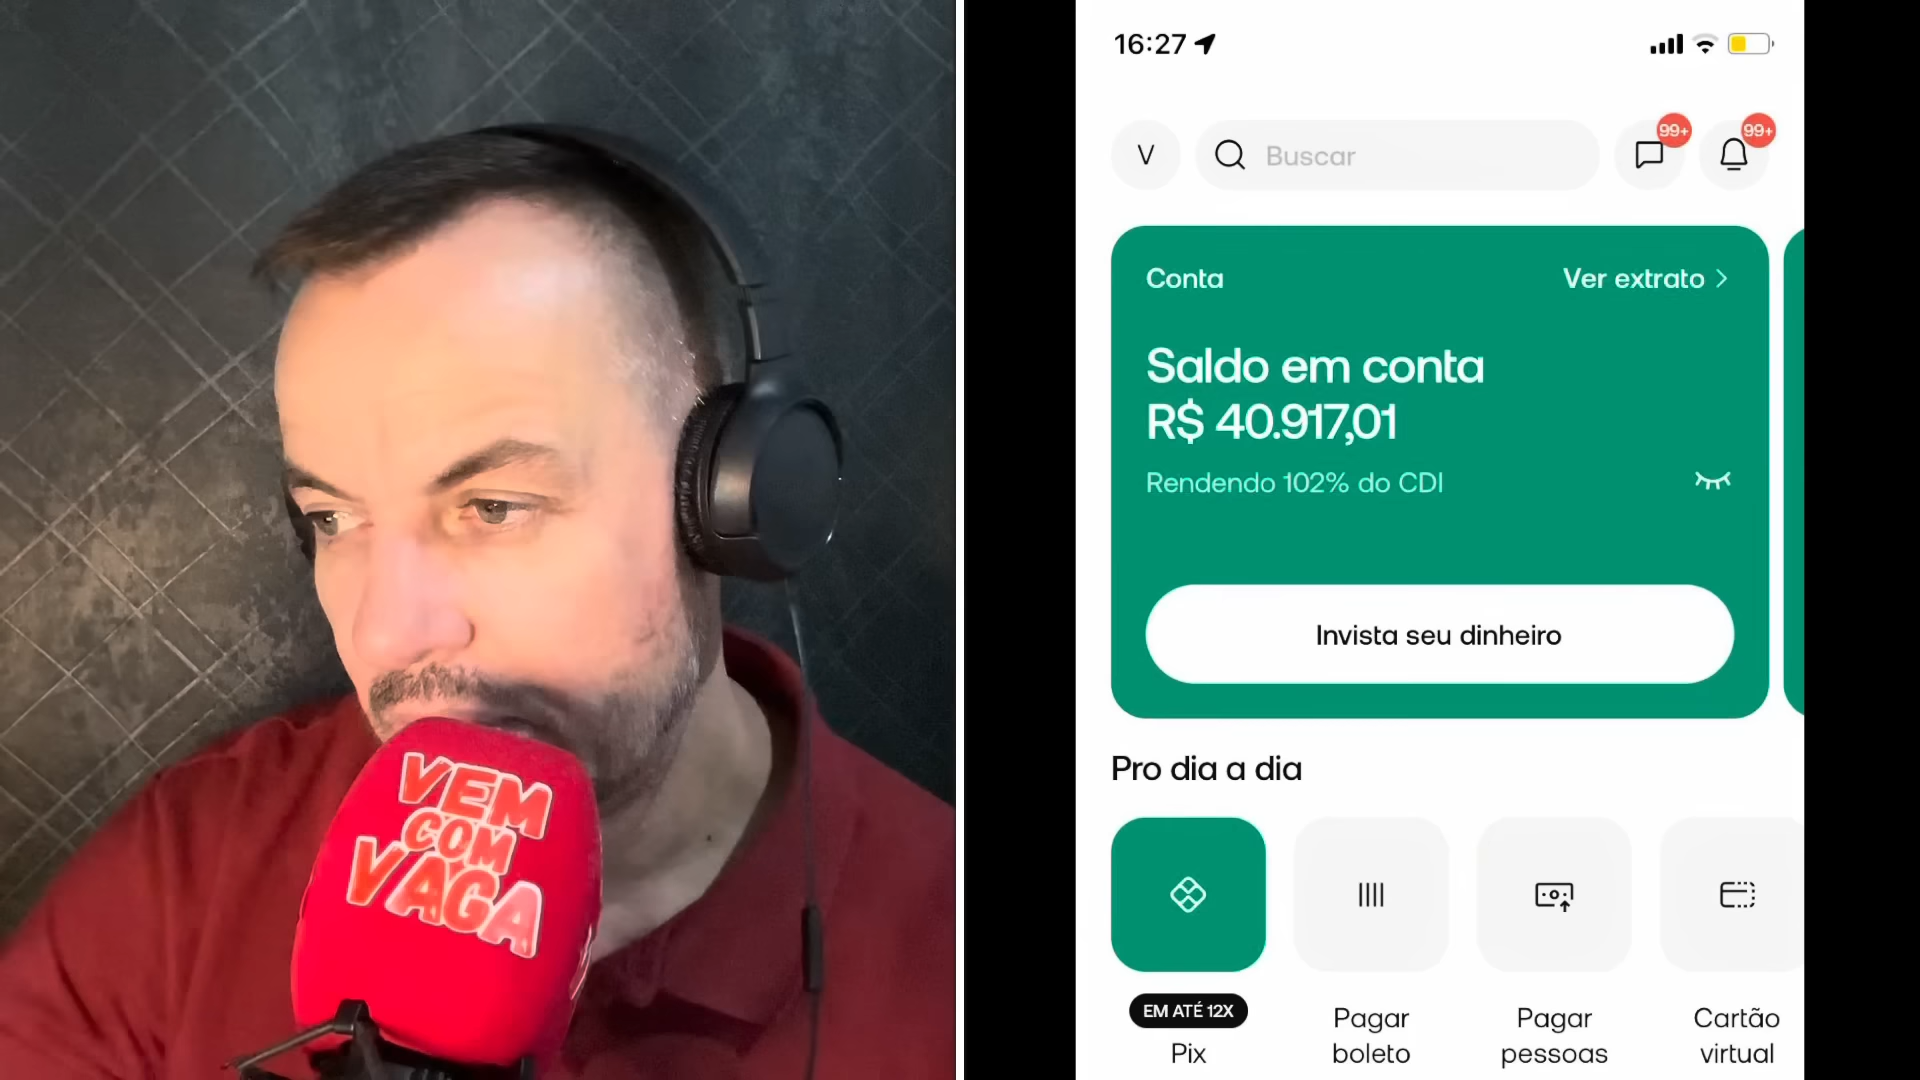 VEM
COM
VAGA
16:27
V
Buscar
99+
99+
Conta
Ver extrato
Saldo em conta
R$ 40.917,01
Rendendo 102% do CDI
Invista seu dinheiro
Pro dia a dia
EM ATÉ 12X
Pix
Pagar
boleto
Pagar
pessoas
Cartão
virtual